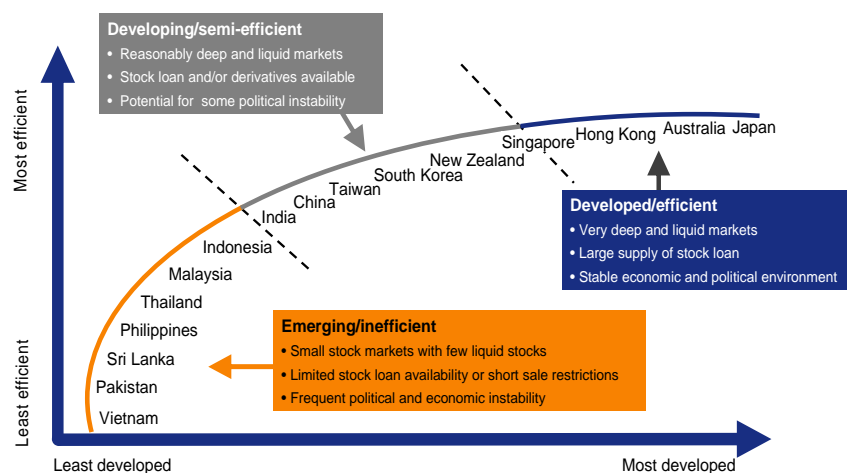 Developing/semi-efficient
• Reasonably deep and liquid markets
• Stock loan and/or derivatives available
• Potential for some political instability
Most efficient
Least efficient
Singapore
Hong Kong
Australia
Japan
New Zealand
South Korea
Taiwan
China
India
Indonesia
Malaysia
Thailand
Philippines
Sri Lanka
Pakistan
Vietnam
Developed/efficient
• Very deep and liquid markets
• Large supply of stock loan
• Stable economic and political environment
Emerging/inefficient
• Small stock markets with few liquid stocks
• Limited stock loan availability or short sale restrictions
• Frequent political and economic instability
Least developed
Most developed